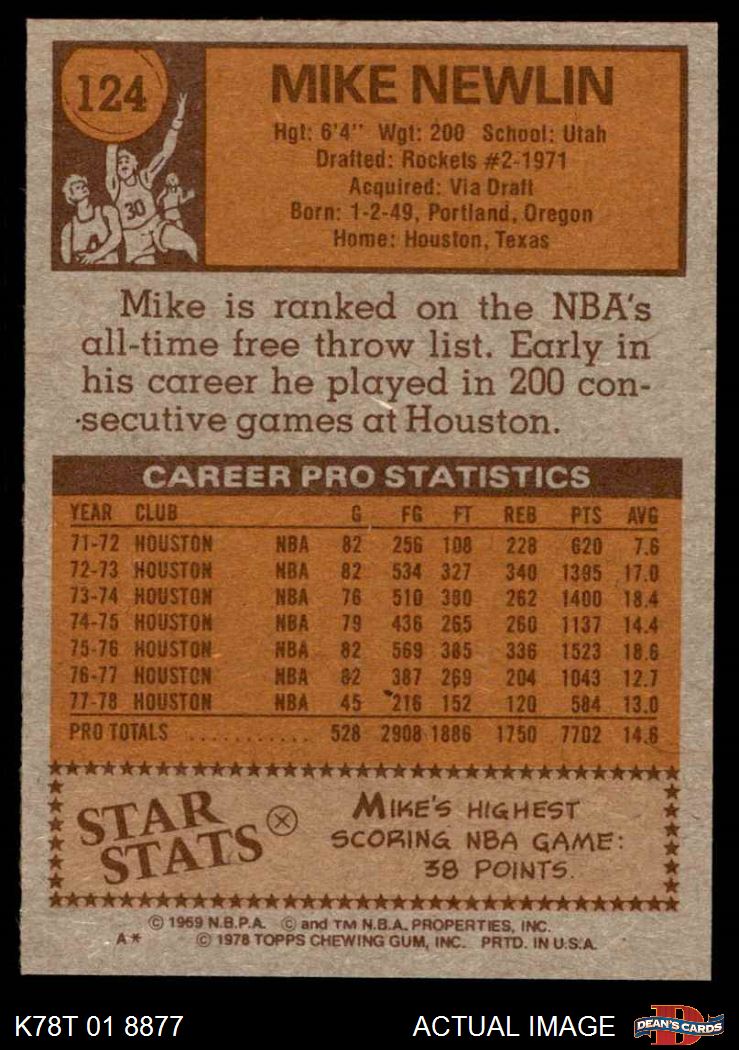 124
MIKE NEWLIN
Hgt: 6'4" Wgt: 200 School: Utah
Drafted: Rockets #2-1971
Acquired: Via Draft
Born: 1-2-49, Portland, Oregon
Home: Houston, Texas
30
Mike is ranked on the NBA's
all-time free throw list. Early in
his career he played in 200 con-
secutive games at Houston.
CAREER PRO STATISTICS
YEAR CLUB G FG FT REB PTS AVG
71-72 HOUSTON NBA 82 256 108 228 620 7.6
72-73 HOUSTON NBA 82 534 327 340 1395 17.0
73-74 HOUSTON NBA 76 510 380 262 1400 18.4
74-75 HOUSTON NBA 79 436 265 260 1137 14.4
75-76 HOUSTON NBA 82 569 385 336 1523 18.6
76-77 HOUSTON NBA 82 387 269 204 1043 12.7
77-78 HOUSTON NBA 45 216 152 120 584 13.0
PRO TOTALS ........... 528 2908 1886 1750 7702 14.6
STAR
STATS
MIKE'S HIGHEST
SCORING NBA GAME:
38 POINTS.
© 1969 N.B.P.A. © and TM N.B.A. PROPERTIES, INC.
A* © 1978 TOPPS CHEWING GUM, INC. PRTD. IN U.S.A.
K78T 01 8877 ACTUAL IMAGE DEAN'S CARDS